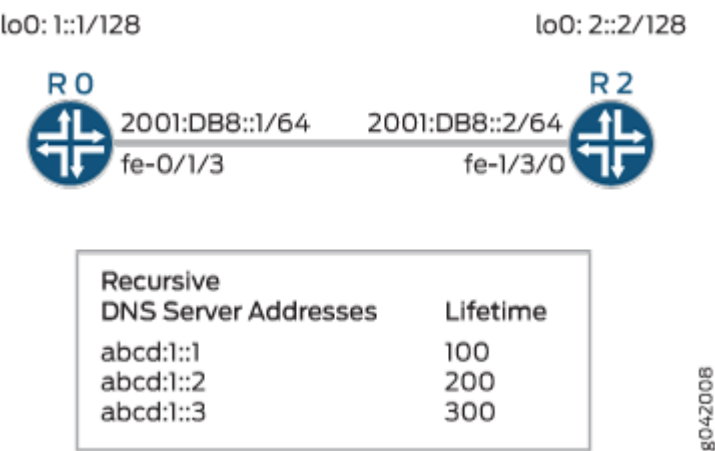 lo0: 1::1/128 lo0: 2::2/128
R 0 R 2
2001:DB8::1/64 2001:DB8::2/64
fe-0/1/3 fe-1/3/0
Recursive
DNS Server Addresses Lifetime
abcd:1::1 100
abcd:1::2 200
abcd:1::3 300
g042008